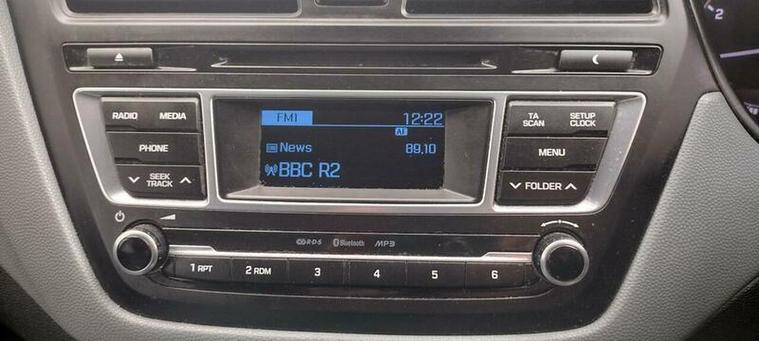 2
RADIO MEDIA
PHONE
SEEK
TRACK
FM1 12:22
AF
News 89.10
BBC R2
TA
SCAN
SETUP
CLOCK
MENU
FOLDER
R·D·S Bluetooth MP3
1 RPT 2 RDM 3 4 5 6